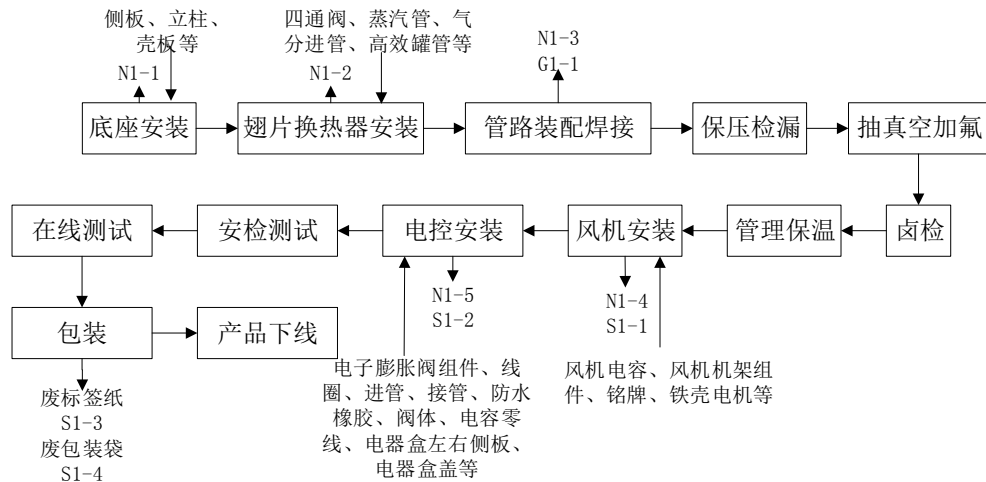 侧板、立柱、
壳板等
N1-1
四通阀、蒸汽管、气
分进管、高效罐管等
N1-2
N1-3
G1-1
底座安装
翅片换热器安装
管路装配焊接
保压检漏
抽真空加氟
在线测试
安检测试
电控安装
风机安装
管理保温
卤检
N1-5
S1-2
N1-4
S1-1
包装
产品下线
电子膨胀阀组件、线
圈、进管、接管、防水
橡胶、阀体、电容零
线、电器盒左右侧板、
电器盒盖等
风机电容、风机机架组
件、铭牌、铁壳电机等
废标签纸
S1-3
废包装袋
S1-4